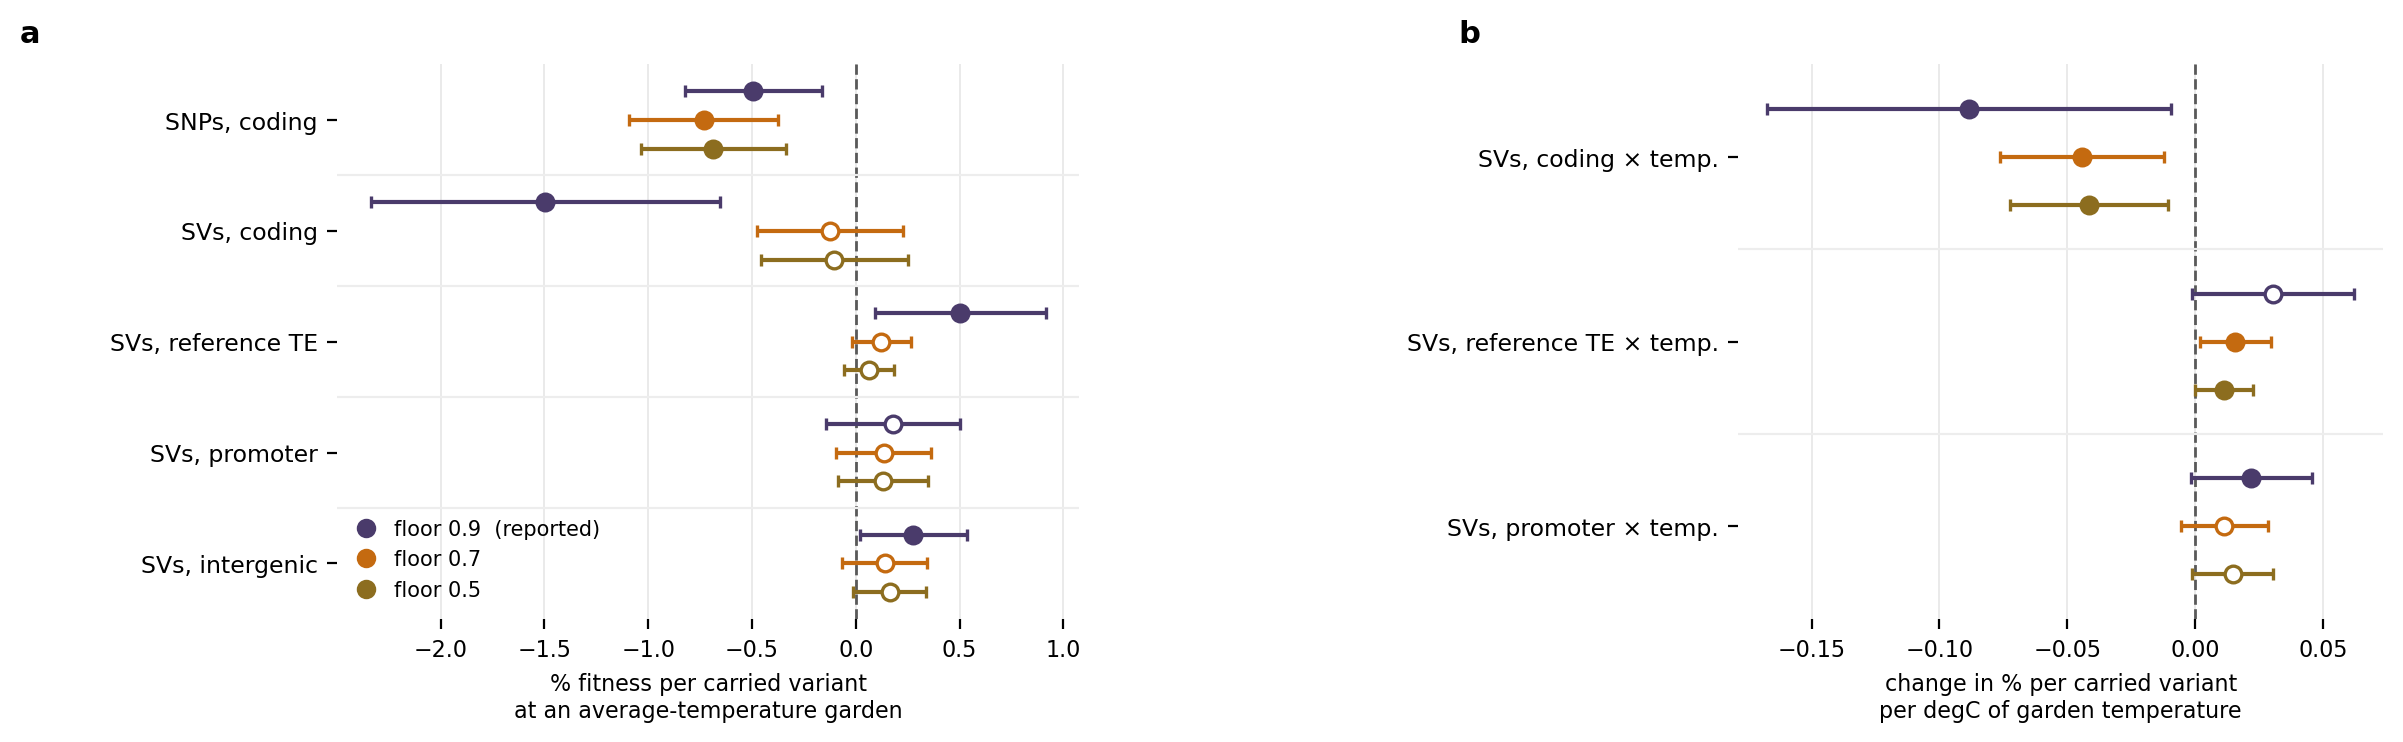 a
SNPs, coding
SVs, coding
SVs, reference TE
SVs, promoter
SVs, intergenic
floor 0.9 (reported)
floor 0.7
floor 0.5
−2.0 −1.5 −1.0 −0.5 0.0 0.5 1.0
% fitness per carried variant
at an average-temperature garden
b
SVs, coding × temp.
SVs, reference TE × temp.
SVs, promoter × temp.
−0.15 −0.10 −0.05 0.00 0.05
change in % per carried variant
per degC of garden temperature